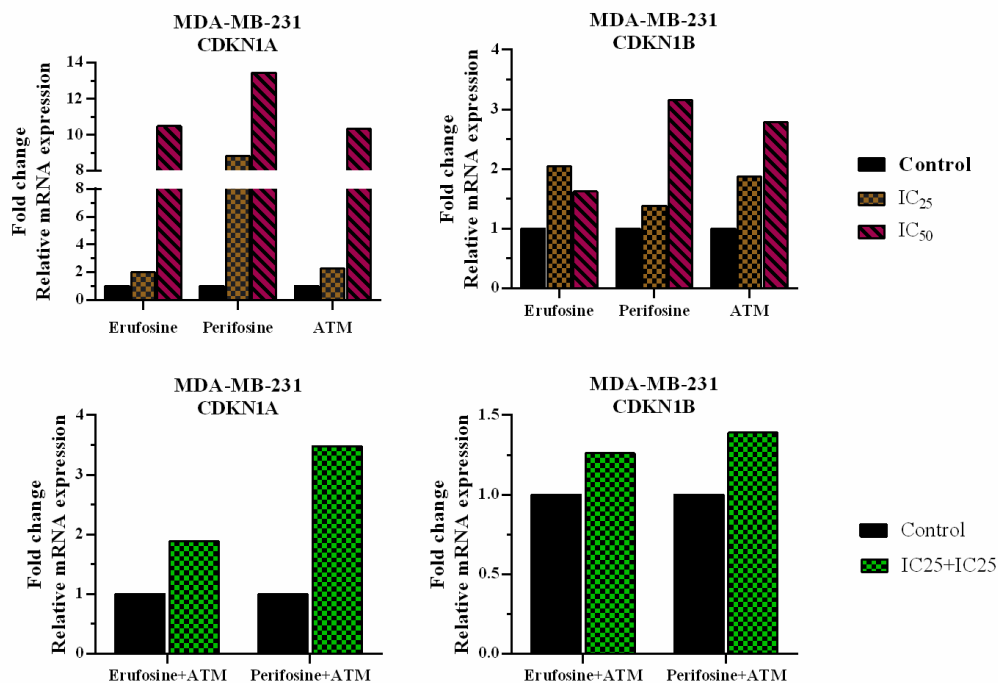 MDA-MB-231
CDKN1A
Fold change
Relative mRNA expression
14
12
10
8
8
6
4
2
0
Erufosine
Perifosine
ATM
MDA-MB-231
CDKN1B
Fold change
Relative mRNA expression
4
3
2
1
0
Erufosine
Perifosine
ATM
Control
IC25
IC50
MDA-MB-231
CDKN1A
Fold change
Relative mRNA expression
4
3
2
1
0
Erufosine+ATM
Perifosine+ATM
MDA-MB-231
CDKN1B
Fold change
Relative mRNA expression
1.5
1.0
0.5
0.0
Erufosine+ATM
Perifosine+ATM
Control
IC25+IC25